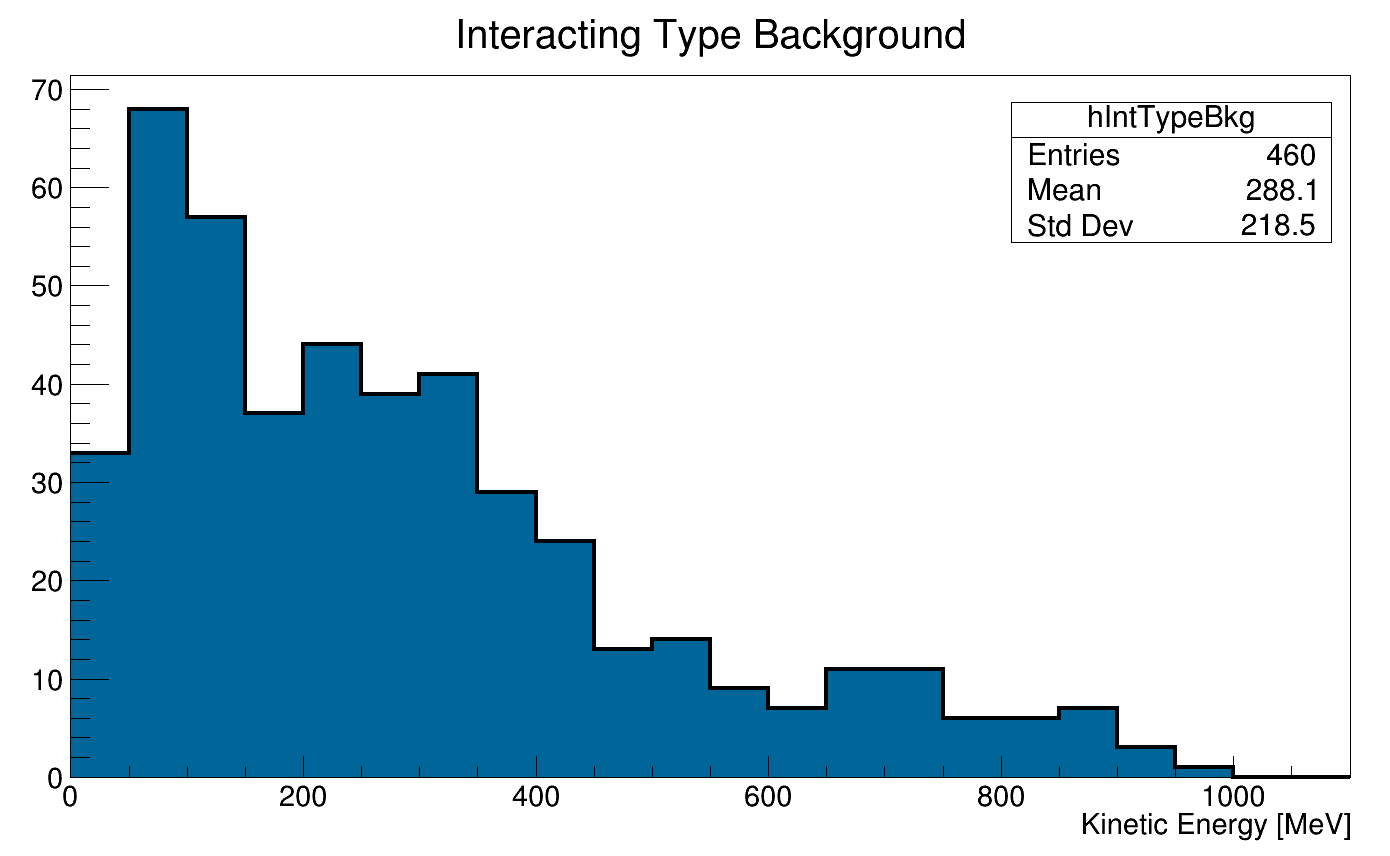 Interacting Type Background
hIntTypeBkg
Entries 460
Mean 288.1
Std Dev 218.5
70
60
50
40
30
20
10
0
0 200 400 600 800 1000
Kinetic Energy [MeV]